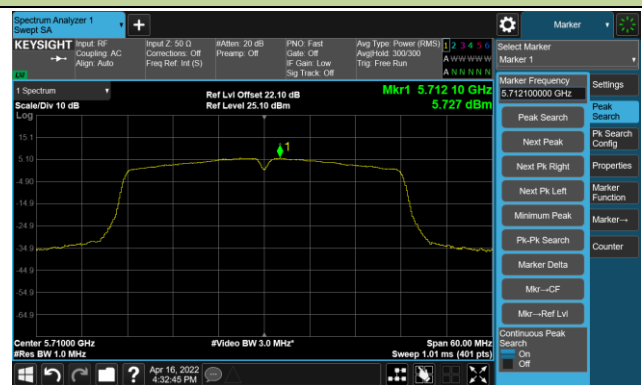 Spectrum Analyzer 1
Swept SA
+
Marker
KEYSIGHT
LXI
Input: RF
Coupling: AC
Align: Auto
Input Z: 50 Ω
Corrections: Off
Freq Ref: Int (S)
#Atten: 20 dB
Preamp: Off
PNO: Fast
Gate: Off
IF Gain: Low
Sig Track: Off
Avg Type: Power (RMS)
Avg|Hold: 300/300
Trig: Free Run
1 2 3 4 5 6
A W W W W W
A N N N N N
Select Marker
Marker 1
1 Spectrum
Scale/Div 10 dB
Log
Ref Lvl Offset 22.10 dB
Ref Level 25.10 dBm
Mkr1 5.712 10 GHz
5.727 dBm
1
15.1
5.10
-4.90
-14.9
-24.9
-34.9
-44.9
-54.9
-64.9
Center 5.71000 GHz
#Res BW 1.0 MHz
#Video BW 3.0 MHz*
Span 60.00 MHz
Sweep 1.01 ms (401 pts)
Marker Frequency
5.712100000 GHz
Peak Search
Next Peak
Next Pk Right
Next Pk Left
Minimum Peak
Pk-Pk Search
Marker Delta
Mkr→CF
Mkr→Ref Lvl
Continuous Peak
Search
On
Off
Settings
Peak
Search
Pk Search
Config
Properties
Marker
Function
Marker→
Counter
?
Apr 16, 2022
4:32:45 PM